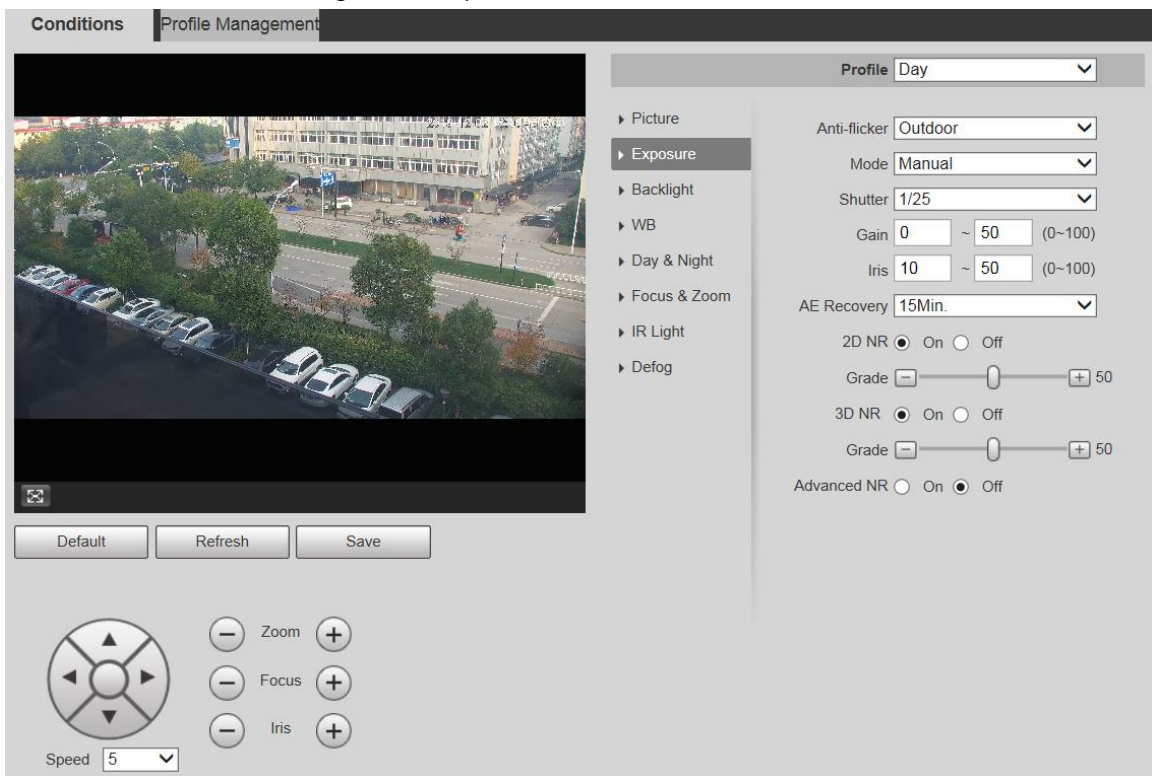 Conditions
Profile Management
Profile Day
Picture
Exposure
Backlight
WB
Day & Night
Focus & Zoom
IR Light
Defog
Anti-flicker Outdoor
Mode Manual
Shutter 1/25
Gain 0 ~ 50 (0~100)
Iris 10 ~ 50 (0~100)
AE Recovery 15Min.
2D NR On Off
Grade 50
3D NR On Off
Grade 50
Advanced NR On Off
Default Refresh Save
Zoom
Focus
Iris
Speed 5